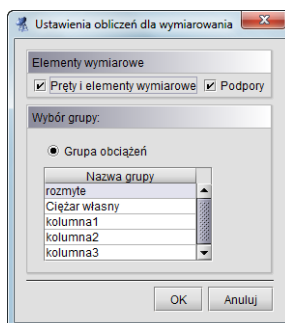 Ustawienia obliczeń dla wymiarowania
Elementy wymiarowe
Pręty i elementy wymiarowe Podpory
Wybór grupy:
Grupa obciążeń
Nazwa grupy
rozmyte
Ciężar własny
kolumna1
kolumna2
kolumna3
OK Anuluj